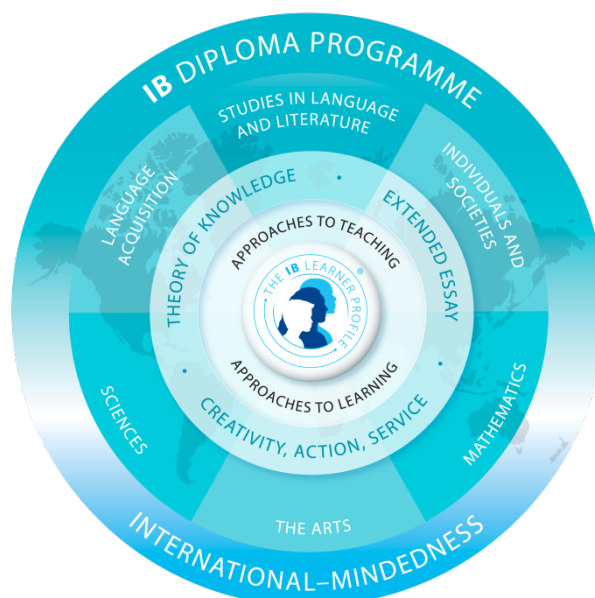 IB DIPLOMA PROGRAMME
STUDIES IN LANGUAGE
AND LITERATURE
LANGUAGE
ACQUISITION
INDIVIDUALS AND
SOCIETIES
THEORY OF KNOWLEDGE
EXTENDED ESSAY
APPROACHES TO TEACHING
• THE IB LEARNER PROFILE •
®
APPROACHES TO LEARNING
CREATIVITY, ACTION, SERVICE
SCIENCES
MATHEMATICS
THE ARTS
INTERNATIONAL–MINDEDNESS